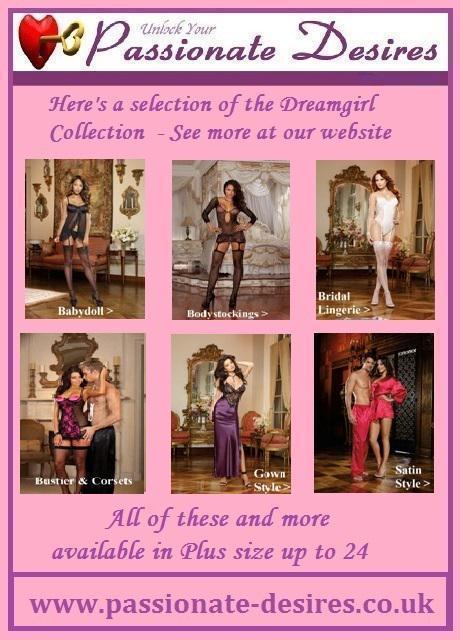 Unlock Your
Passionate Desires
Here's a selection of the Dreamgirl
Collection - See more at our website
Babydoll >
Bodystockings >
Bridal
Lingerie >
Bustier & Corsets
Gown
Style >
Satin
Style >
All of these and more
available in Plus size up to 24
www.passionate-desires.co.uk